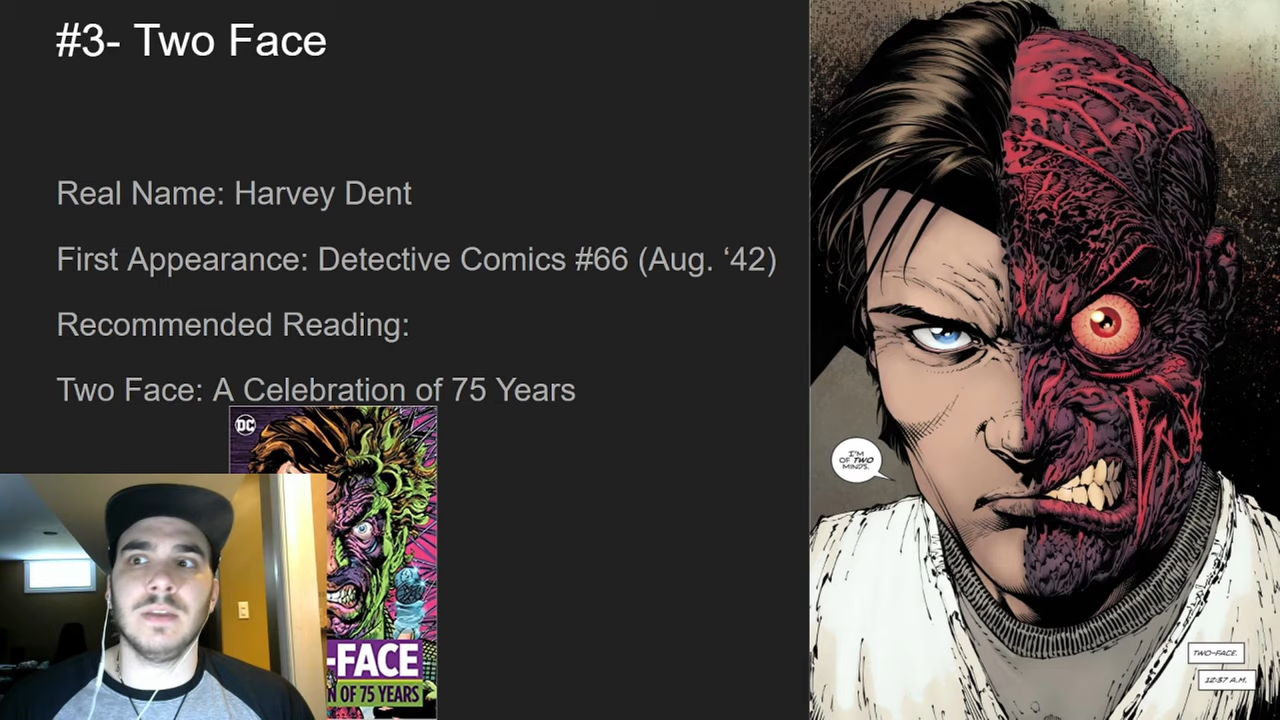 #3- Two Face
Real Name: Harvey Dent
First Appearance: Detective Comics #66 (Aug. ‘42)
Recommended Reading:
Two Face: A Celebration of 75 Years
DC
-FACE
N OF 75 YEARS
I'M
OF TWO
MINDS.
TWO-FACE.
12:37 A.M.